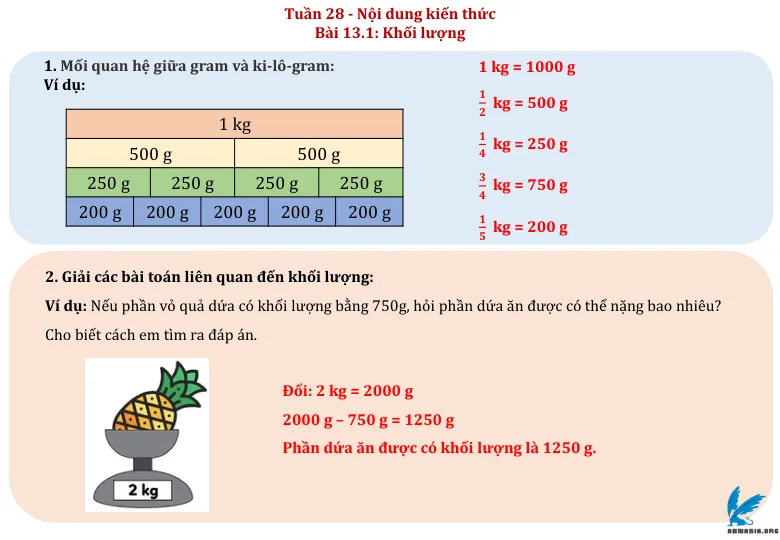 Tuần 28 - Nội dung kiến thức
Bài 13.1: Khối lượng
1. Mối quan hệ giữa gram và ki-lô-gram:
Ví dụ:
1 kg
500 g 500 g
250 g 250 g 250 g 250 g
200 g 200 g 200 g 200 g 200 g
1 kg = 1000 g
1/2 kg = 500 g
1/4 kg = 250 g
3/4 kg = 750 g
1/5 kg = 200 g
2. Giải các bài toán liên quan đến khối lượng:
Ví dụ: Nếu phần vỏ quả dứa có khối lượng bằng 750g, hỏi phần dứa ăn được có thể nặng bao nhiêu?
Cho biết cách em tìm ra đáp án.
2 kg
Đổi: 2 kg = 2000 g
2000 g – 750 g = 1250 g
Phần dứa ăn được có khối lượng là 1250 g.
ABMASIA.ORG